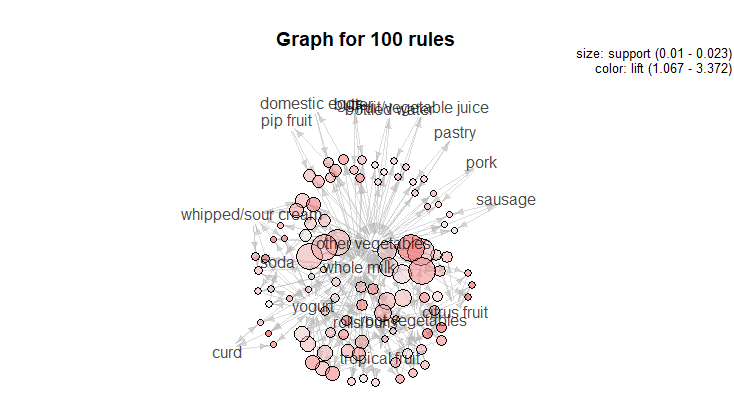 Graph for 100 rules
size: support (0.01 - 0.023)
color: lift (1.067 - 3.372)
domestic eggs
butter
fruit/vegetable juice
bottled water
pip fruit
pastry
pork
sausage
whipped/sour cream
other vegetables
soda
whole milk
yogurt
citrus fruit
rolls/buns
root vegetables
curd
tropical fruit